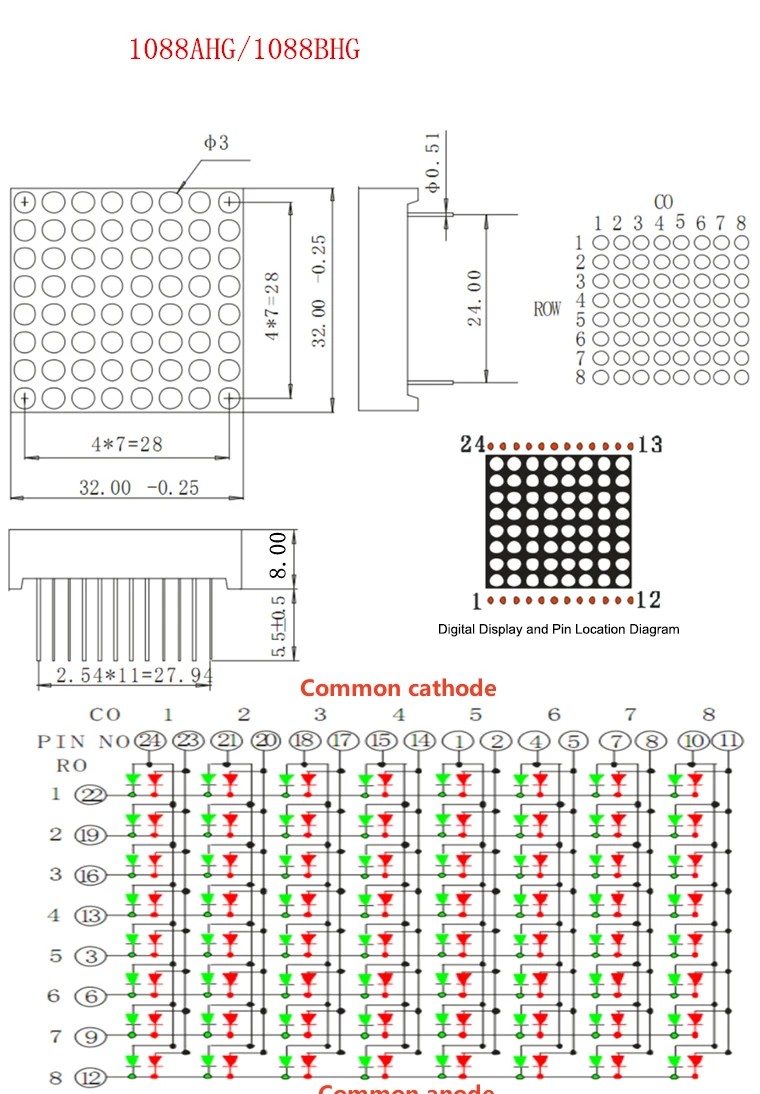 1088AHG/1088BHG
ф3
ф0.51
4*7=28
32.00 -0.25
24.00
CO
1 2 3 4 5 6 7 8
ROW
1
2
3
4
5
6
7
8
4*7=28
32.00 -0.25
24 13
1 12
Digital Display and Pin Location Diagram
8.00
5.5±0.5
2.54*11=27.94
Common cathode
CO 1 2 3 4 5 6 7 8
PIN NO 24 23 21 20 18 17 15 14 1 2 4 5 7 8 10 11
RO
1 22
2 19
3 16
4 13
5 3
6 6
7 9
8 12
Common anode